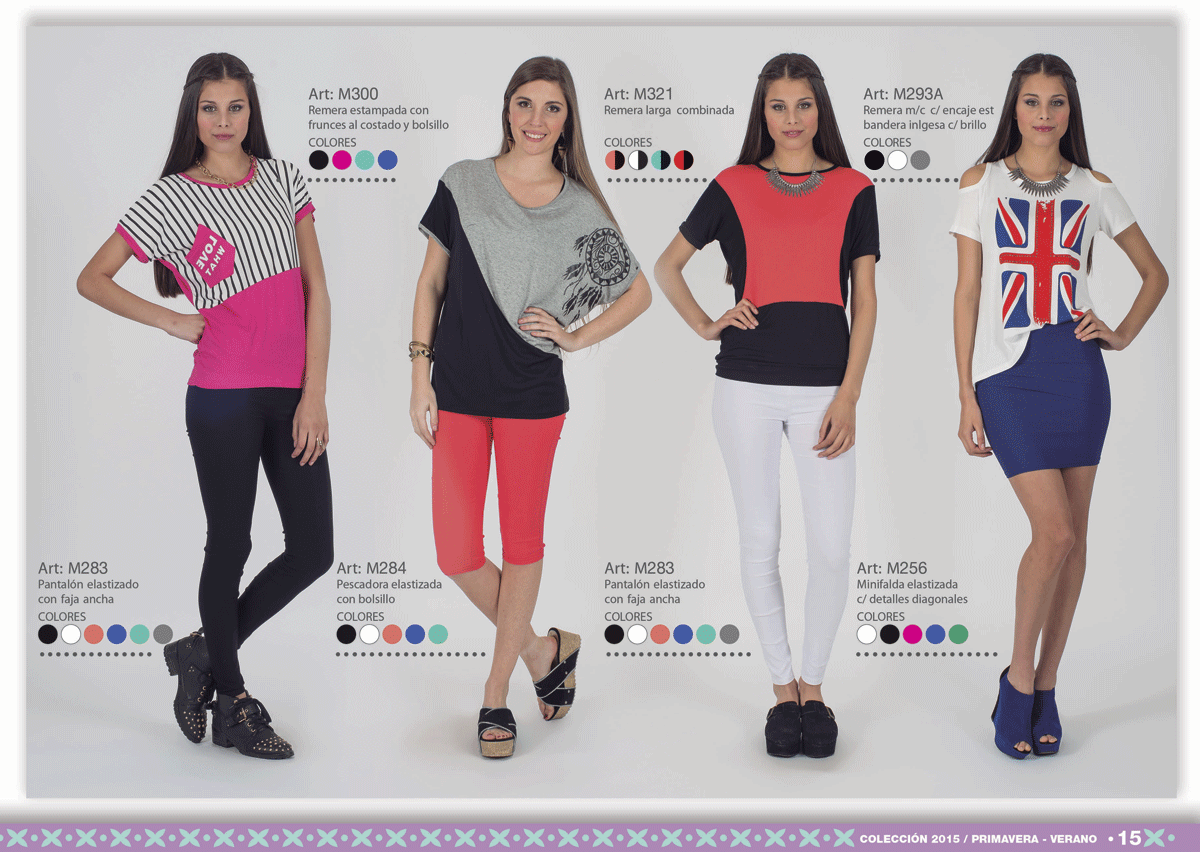 Art: M300
Remera estampada con
frunces al costado y bolsillo
COLORES
Art: M321
Remera larga combinada
COLORES
Art: M293A
Remera m/c c/ encaje est
bandera inlgesa c/ brillo
COLORES
LOVE
WHAT
Art: M283
Pantalón elastizado
con faja ancha
COLORES
Art: M284
Pescadora elastizada
con bolsillo
COLORES
Art: M283
Pantalón elastizado
con faja ancha
COLORES
Art: M256
Minifalda elastizada
c/ detalles diagonales
COLORES
COLECCIÓN 2015 / PRIMAVERA - VERANO • 15